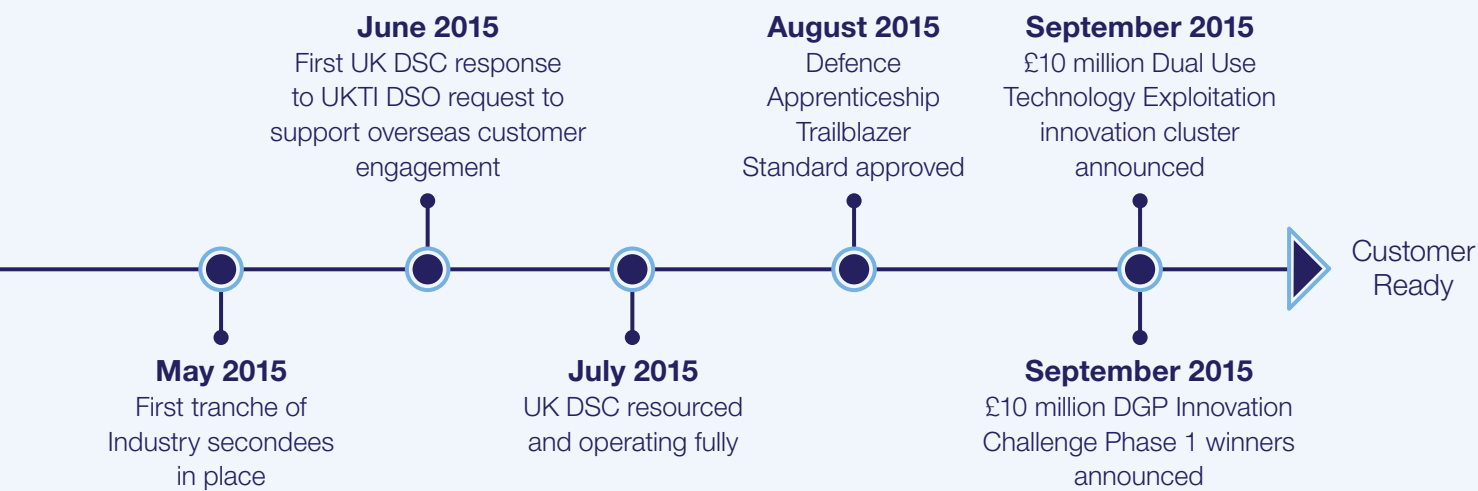 June 2015
First UK DSC response
to UKTI DSO request to
support overseas customer
engagement
August 2015
Defence
Apprenticeship
Trailblazer
Standard approved
September 2015
£10 million Dual Use
Technology Exploitation
innovation cluster
announced
Customer
Ready
May 2015
First tranche of
Industry secondees
in place
July 2015
UK DSC resourced
and operating fully
September 2015
£10 million DGP Innovation
Challenge Phase 1 winners
announced